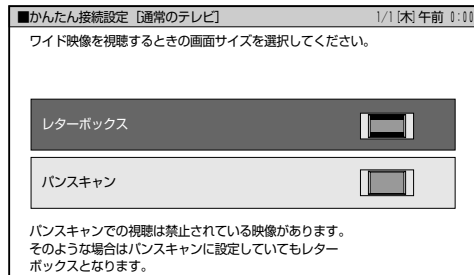 ■かんたん接続設定［通常のテレビ］ 1/1[木]午前 0:00
ワイド映像を視聴するときの画面サイズを選択してください。
レターボックス
パンスキャン
パンスキャンでの視聴は禁止されている映像があります。
そのような場合はパンスキャンに設定していてもレター
ボックスとなります。